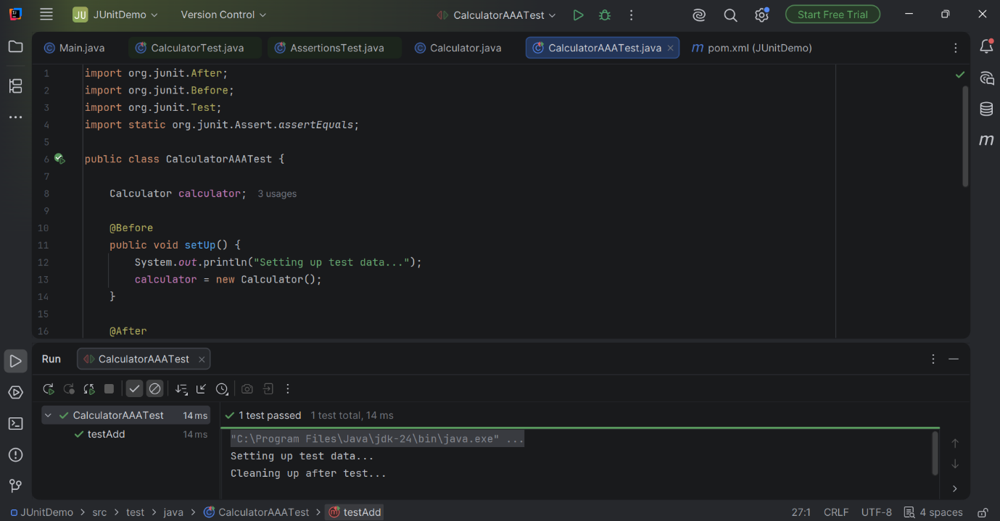 JU JUnitDemo Version Control CalculatorAAATest Start Free Trial
Main.java CalculatorTest.java AssertionsTest.java Calculator.java CalculatorAAATest.java pom.xml (JUnitDemo)
1 import org.junit.After;
2 import org.junit.Before;
3 import org.junit.Test;
4 import static org.junit.Assert.assertEquals;
5
6 public class CalculatorAAATest {
7
8 Calculator calculator; 3 usages
9
10 @Before
11 public void setUp() {
12 System.out.println("Setting up test data...");
13 calculator = new Calculator();
14 }
15
16 @After
Run CalculatorAAATest
CalculatorAAATest 14 ms
testAdd 14 ms
1 test passed 1 test total, 14 ms
"C:\Program Files\Java\jdk-24\bin\java.exe" ...
Setting up test data...
Cleaning up after test...
JUnitDemo > src > test > java > CalculatorAAATest > testAdd 27:1 CRLF UTF-8 4 spaces